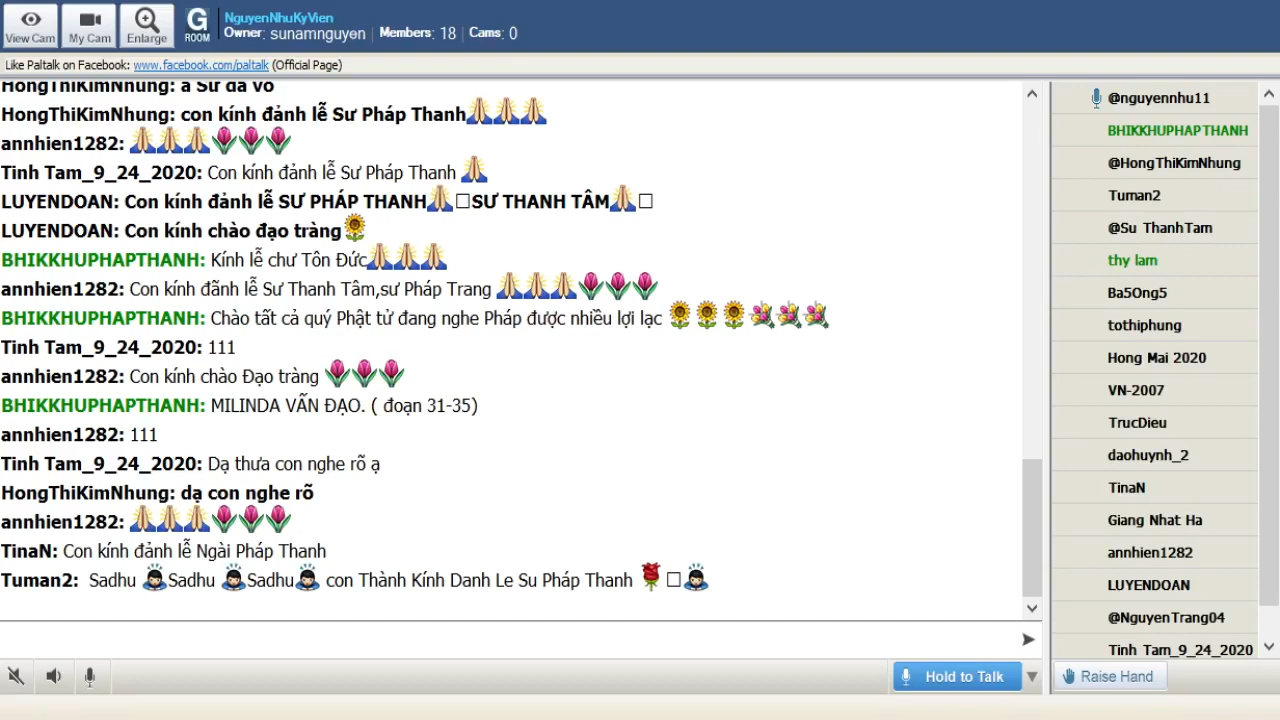 View Cam
My Cam
Enlarge
G
ROOM
NguyenNhuKyVien
Owner: sunamnguyen | Members: 18 | Cams: 0
Like Paltalk on Facebook: www.facebook.com/paltalk (Official Page)
HongThiKimNhung: a Sư đã vô
HongThiKimNhung: con kính đảnh lễ Sư Pháp Thanh
annhien1282:
Tinh Tam_9_24_2020: Con kính đảnh lễ Sư Pháp Thanh
LUYENDOAN: Con kính đảnh lễ SƯ PHÁP THANH SƯ THANH TÂM
LUYENDOAN: Con kính chào đạo tràng
BHIKKHUPHAPTHANH: Kính lễ chư Tôn Đức
annhien1282: Con kính đãnh lễ Sư Thanh Tâm,sư Pháp Trang
BHIKKHUPHAPTHANH: Chào tất cả quý Phật tử đang nghe Pháp được nhiều lợi lạc
Tinh Tam_9_24_2020: 111
annhien1282: Con kính chào Đạo tràng
BHIKKHUPHAPTHANH: MILINDA VẤN ĐẠO. ( đoạn 31-35)
annhien1282: 111
Tinh Tam_9_24_2020: Dạ thưa con nghe rõ ạ
HongThiKimNhung: dạ con nghe rõ
annhien1282:
TinaN: Con kính đảnh lễ Ngài Pháp Thanh
Tuman2: Sadhu Sadhu Sadhu con Thành Kính Danh Le Su Pháp Thanh
Hold to Talk
@nguyennhu11
BHIKKHUPHAPTHANH
@HongThiKimNhung
Tuman2
@Su ThanhTam
thy lam
Ba5Ong5
tothiphung
Hong Mai 2020
VN-2007
TrucDieu
daohuynh_2
TinaN
Giang Nhat Ha
annhien1282
LUYENDOAN
@NguyenTrang04
Tinh Tam_9_24_2020
Raise Hand